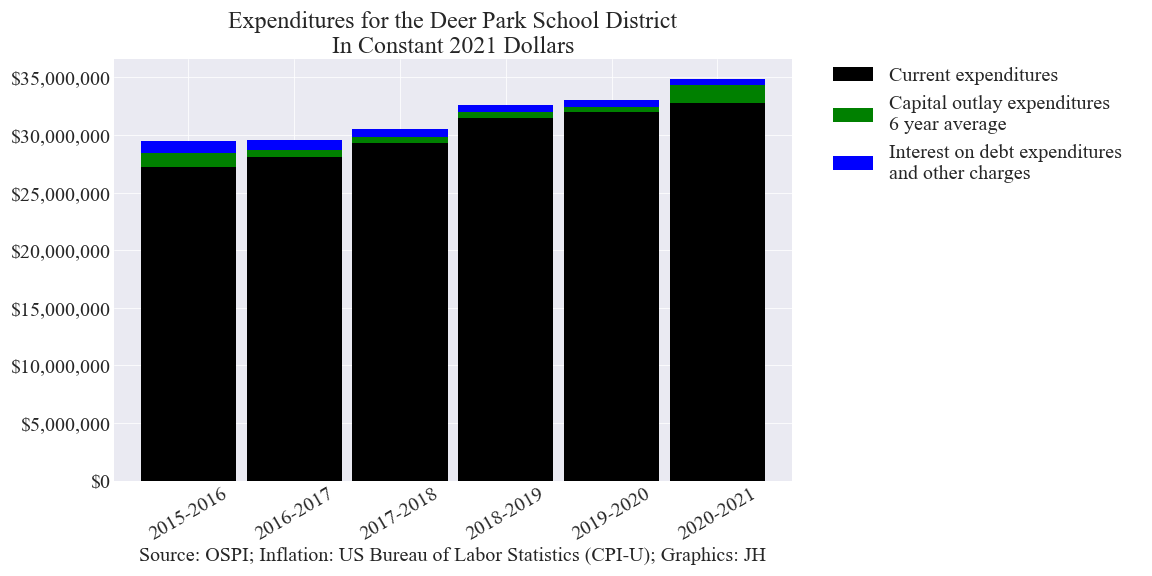 Expenditures for the Deer Park School District
In Constant 2021 Dollars
$35,000,000
$30,000,000
$25,000,000
$20,000,000
$15,000,000
$10,000,000
$5,000,000
$0
2015-2016
2016-2017
2017-2018
2018-2019
2019-2020
2020-2021
Source: OSPI; Inflation: US Bureau of Labor Statistics (CPI-U); Graphics: JH
Current expenditures
Capital outlay expenditures
6 year average
Interest on debt expenditures
and other charges